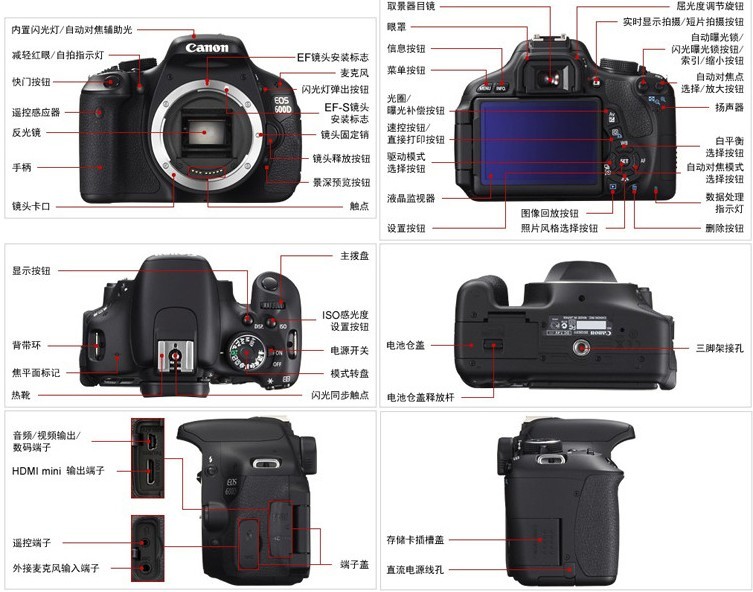 内置闪光灯/自动对焦辅助光
减轻红眼/自拍指示灯
快门按钮
遥控感应器
反光镜
手柄
镜头卡口
Canon
EOS
600D
EF镜头安装标志
麦克风
闪光灯弹出按钮
EF-S镜头
安装标志
镜头固定销
镜头释放按钮
景深预览按钮
触点
取景器目镜
眼罩
信息按钮
菜单按钮
光圈/
曝光补偿按钮
速控按钮/
直接打印按钮
驱动模式
选择按钮
液晶监视器
设置按钮
MENU
INFO.
Av
WB
AF
SET
屈光度调节旋钮
实时显示拍摄/短片拍摄按钮
自动曝光锁/
闪光曝光锁按钮/
索引/缩小按钮
自动对焦点
选择/放大按钮
扬声器
白平衡
选择按钮
自动对焦模式
选择按钮
数据处理
指示灯
图像回放按钮
照片风格选择按钮
删除按钮
显示按钮
背带环
焦平面标记
热靴
DISP.
ISO
ON
OFF
主拨盘
ISO感光度
设置按钮
电源开关
模式转盘
闪光同步触点
电池仓盖
电池仓盖释放杆
Canon
三脚架接孔
音频/视频输出/
数码端子
HDMI mini 输出端子
遥控端子
外接麦克风输入端子
EOS
600D
端子盖
存储卡插槽盖
直流电源线孔